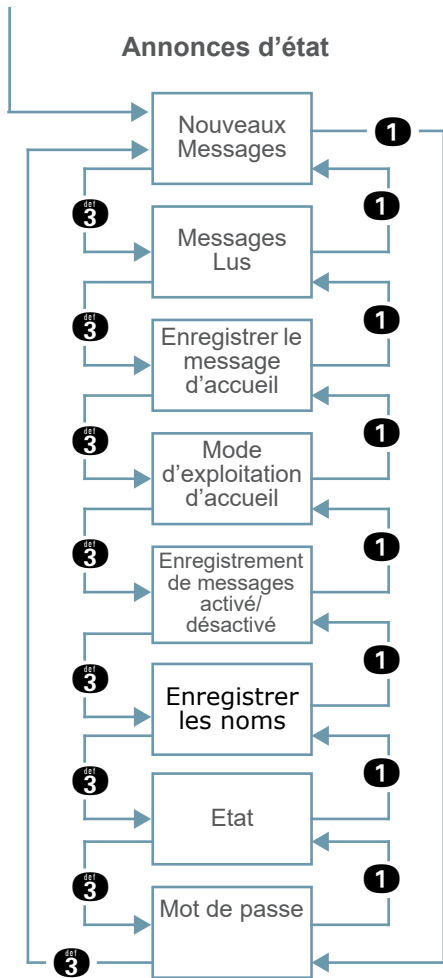 Annonces d’état
Nouveaux
Messages
1
def
3
1
Messages
Lus
def
3
1
Enregistrer le
message
d’accueil
def
3
1
Mode
d’exploitation
d’accueil
def
3
1
Enregistrement
de messages
activé/
désactivé
def
3
1
Enregistrer
les noms
def
3
1
Etat
def
3
1
Mot de passe
def
3